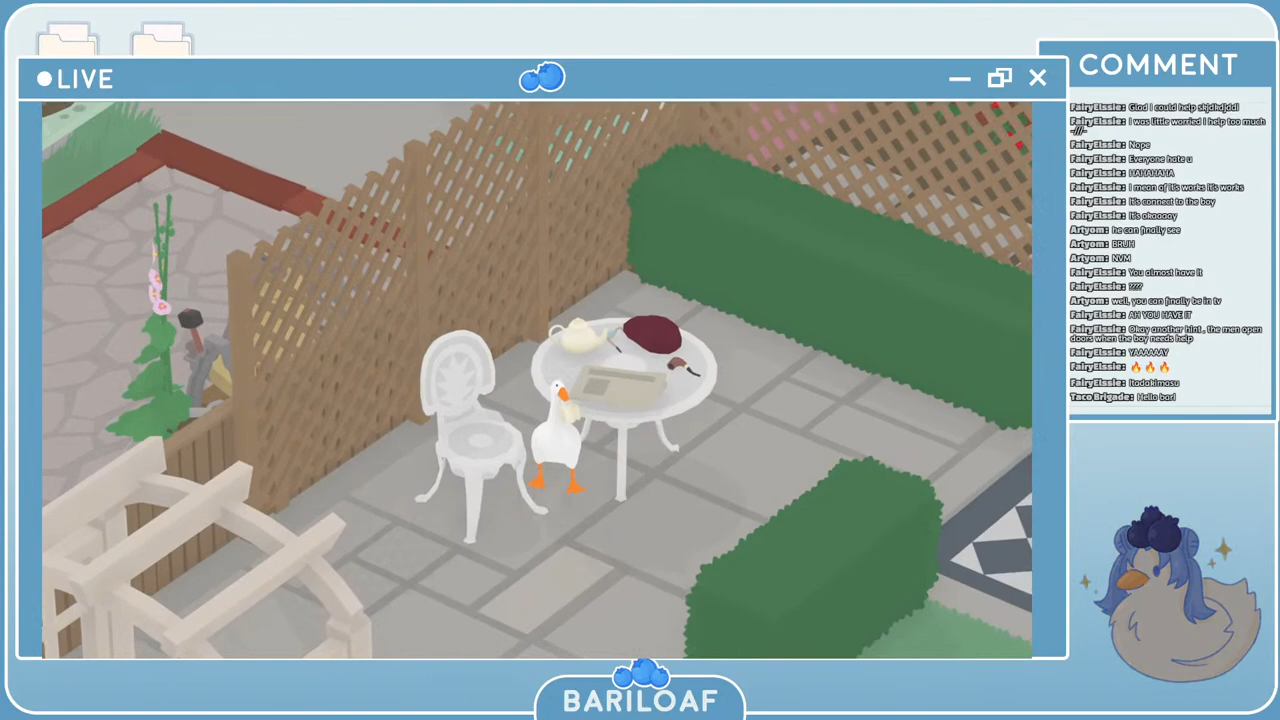 LIVE
COMMENT
FairyElssie: Glad I could help skjdkdjddl
FairyElssie: I was little worried I help too much
-///-
FairyElssie: Nope
FairyElssie: Everyone hate u
FairyElssie: HAHAHAHA
FairyElssie: I mean of it's works it's works
FairyElssie: It's connect to the boy
FairyElssie: It's okaoaay
Artyom: he can finally see
Artyom: BRUH
Artyom: NVM
FairyElssie: You almost have it
FairyElssie: ????
Artyom: well, you can finally be in tv
FairyElssie: AH YOU HAVE IT
FairyElssie: Okay another hint , the men open
doors when the boy needs help
FairyElssie: YAAAAAY
FairyElssie: 🔥 🔥 🔥
FairyElssie: Itadakimasu
Taco Brigade: Hello bari
BARILOAF